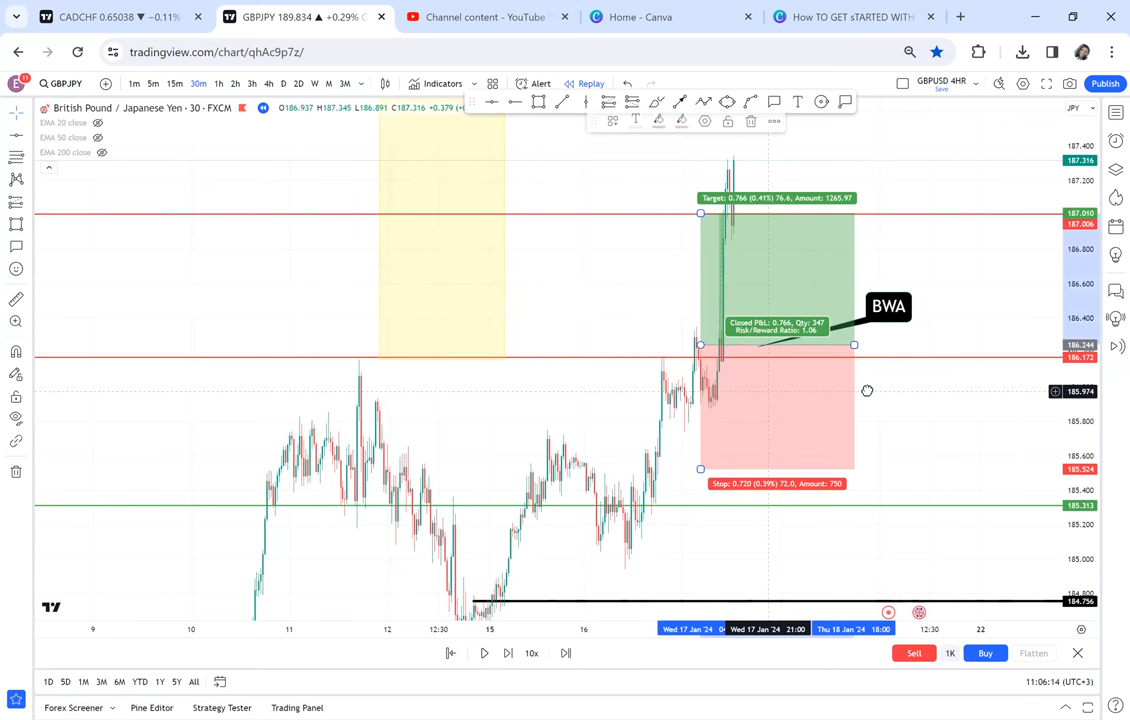 CADCHF 0.65038 ▼ −0.11%
GBPJPY 189.834 ▲ +0.29%
Channel content - YouTube
Home - Canva
How To GET sTARTED WITH
tradingview.com/chart/qhAc9p7z/
E
11
GBPJPY
1m 5m 15m 30m 1h 2h 3h 4h D 2D W M 3M
Indicators
Alert
Replay
GBPUSD 4HR
Save
Publish
British Pound / Japanese Yen · 30 · FXCM
O186.937 H187.345 L186.891 C187.316 +0.379
EMA 20 close
EMA 50 close
EMA 200 close
T
T
JPY
187.400
187.316
187.200
187.010
187.006
186.800
186.600
186.400
186.244
186.172
185.974
185.800
185.600
185.524
185.400
185.313
185.200
185.000
184.800
184.756
Target: 0.766 (0.41%) 76.6, Amount: 1265.97
BWA
Closed P&L: 0.766, Qty: 347
Risk/Reward Ratio: 1.06
Stop: 0.720 (0.39%) 72.0, Amount: 750
9 10 11 12 12:30 15 16
Wed 17 Jan '24
Wed 17 Jan '24 21:00
Thu 18 Jan '24 18:00
12:30 22
10x
Sell
1K
Buy
Flatten
1D 5D 1M 3M 6M YTD 1Y 5Y All
11:06:14 (UTC+3)
Forex Screener
Pine Editor
Strategy Tester
Trading Panel